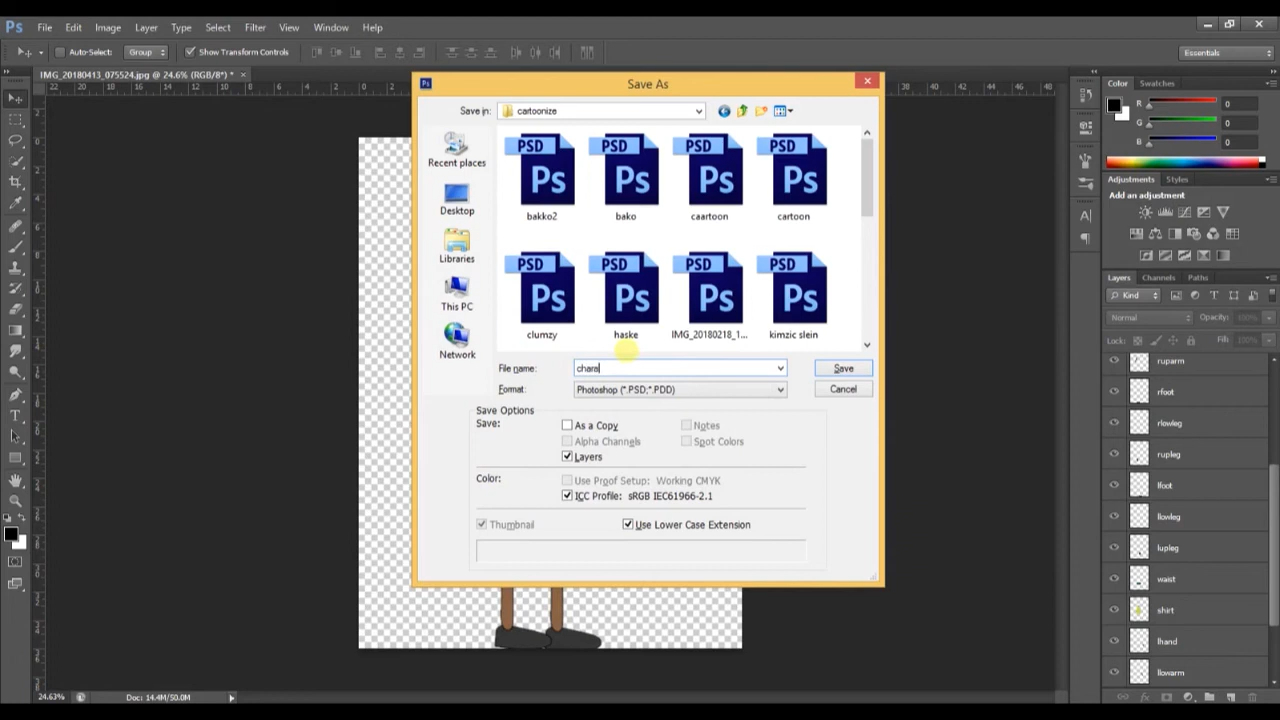 Ps File Edit Image Layer Type Select Filter View Window Help
Auto-Select: Group Show Transform Controls Essentials
IMG_20180413_075524.jpg @ 24.6% (RGB/8*) *
Save As
Save in: cartoonize
Recent places
Desktop
Libraries
This PC
Network
PSD PSD PSD PSD
Ps Ps Ps Ps
bakko2 bako caartoon cartoon
PSD PSD PSD PSD
Ps Ps Ps Ps
clumzy haske IMG_20180218_1... kimzic slein
File name: chara Save
Format: Photoshop (*.PSD;*.PDD) Cancel
Save Options
Save: As a Copy Notes
Alpha Channels Spot Colors
Layers
Color: Use Proof Setup: Working CMYK
ICC Profile: sRGB IEC61966-2.1
Thumbnail Use Lower Case Extension
Color Swatches
R 0
G 0
B 0
Adjustments Styles
Add an adjustment
Layers Channels Paths
Kind
Normal Opacity: 100%
Lock: Fill: 100%
ruparm
rfoot
rlowleg
rupleg
lfoot
llowleg
lupleg
waist
shirt
lhand
llowarm
24.63% Doc: 14.4M/50.0M